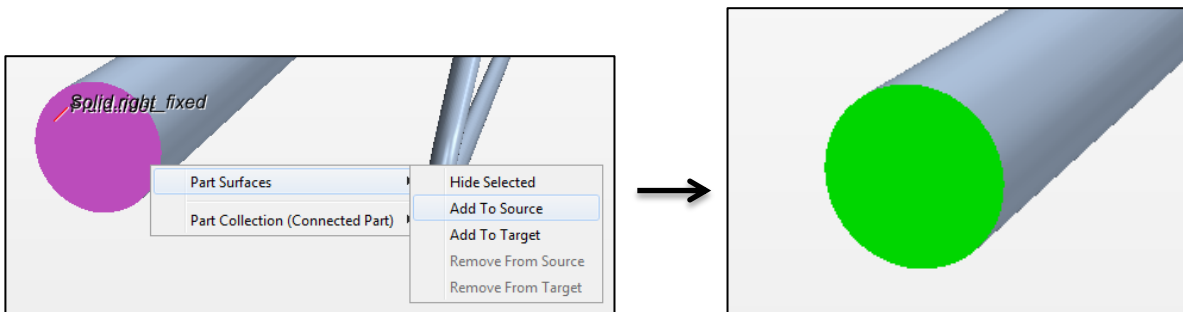 Solid.right_fixed
Part Surfaces
Part Collection (Connected Part)
Hide Selected
Add To Source
Add To Target
Remove From Source
Remove From Target